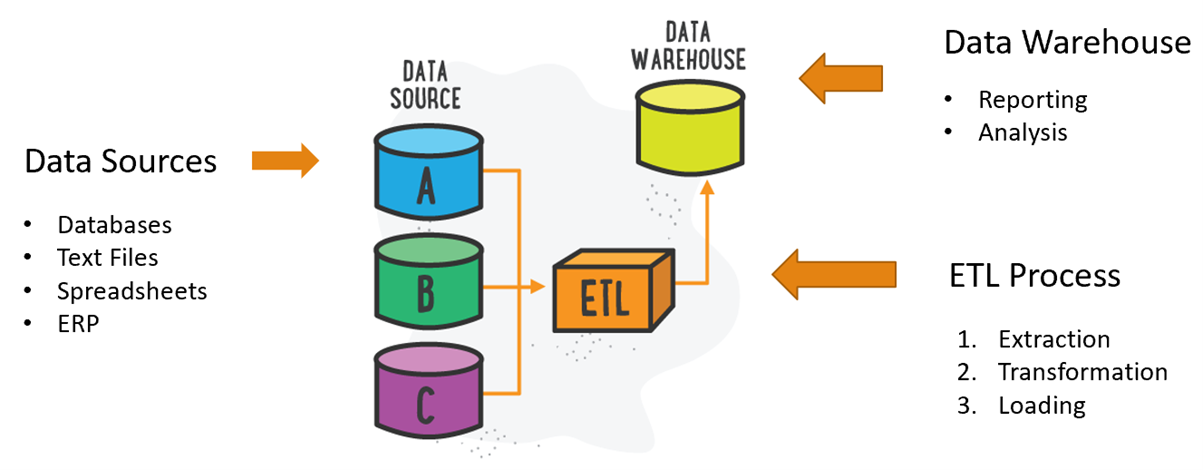 Data Sources
• Databases
• Text Files
• Spreadsheets
• ERP
DATA
SOURCE
A
B
C
ETL
DATA
WAREHOUSE
Data Warehouse
• Reporting
• Analysis
ETL Process
1. Extraction
2. Transformation
3. Loading